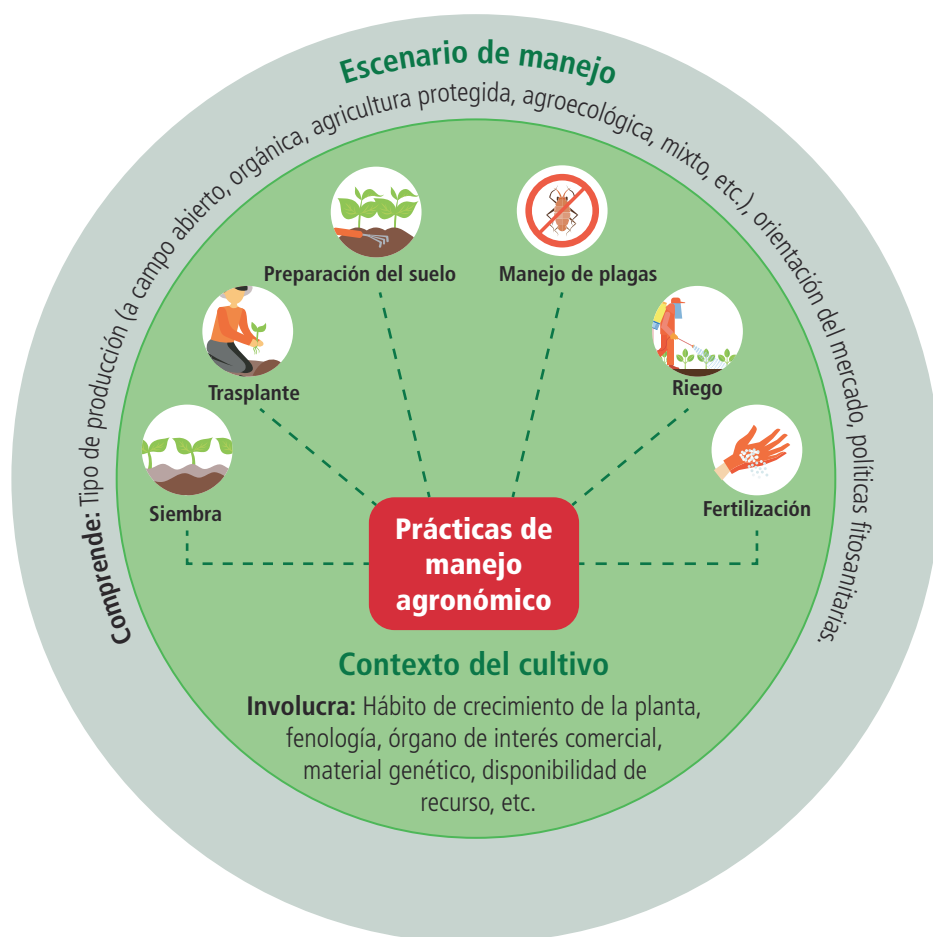 Escenario de manejo
Comprende: Tipo de producción (a campo abierto, orgánica, agricultura protegida, agroecológica, mixto, etc.), orientación del mercado, políticas fitosanitarias.
Preparación del suelo
Manejo de plagas
Trasplante
Riego
Siembra
Fertilización
Prácticas de
manejo
agronómico
Contexto del cultivo
Involucra: Hábito de crecimiento de la planta,
fenología, órgano de interés comercial,
material genético, disponibilidad de
recurso, etc.